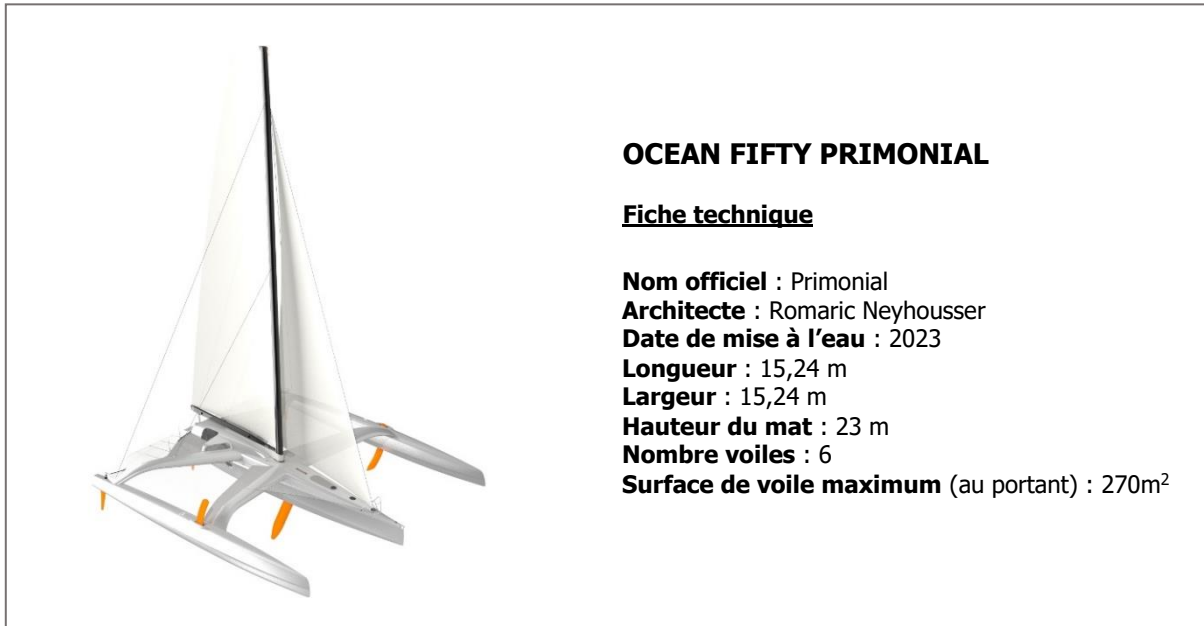 OCEAN FIFTY PRIMONIAL
Fiche technique
Nom officiel : Primonial
Architecte : Romaric Neyhousser
Date de mise à l’eau : 2023
Longueur : 15,24 m
Largeur : 15,24 m
Hauteur du mat : 23 m
Nombre voiles : 6
Surface de voile maximum (au portant) : 270m²